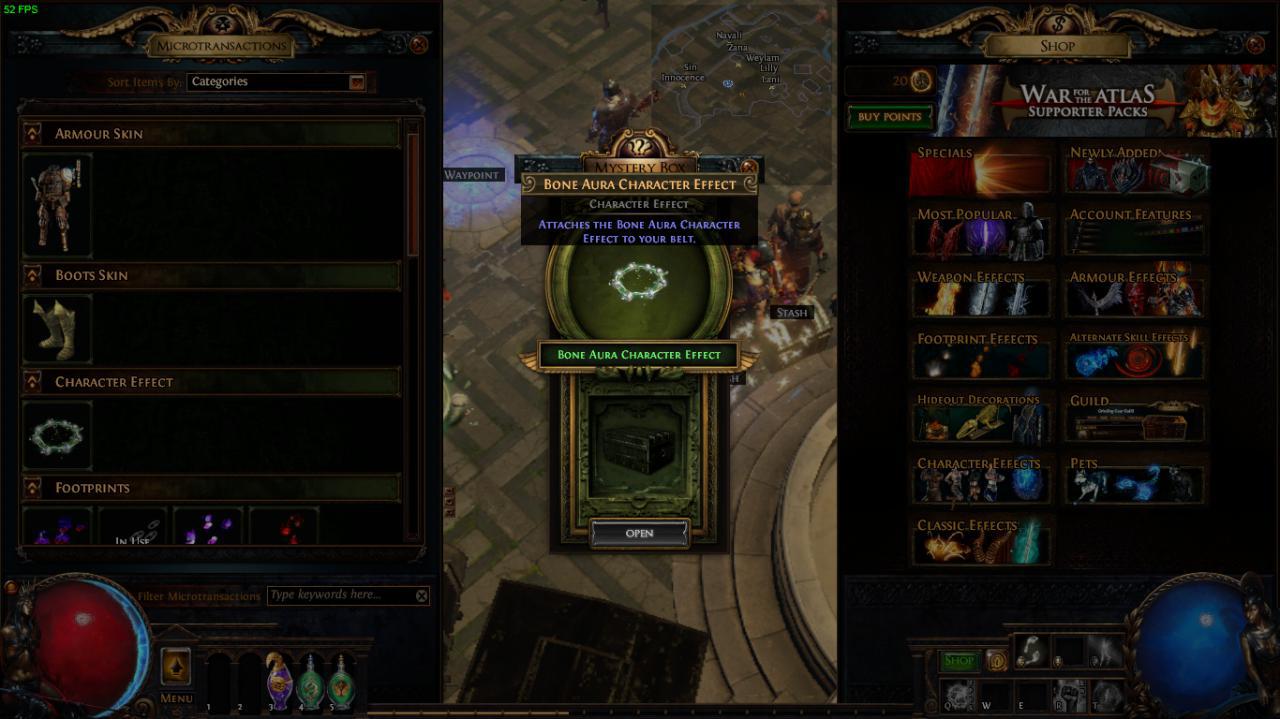 52 FPS
Microtransactions
Sort Items By: Categories
Armour Skin
Boots Skin
Character Effect
Footprints
In Use
Filter Microtransactions
Type keywords here...
Menu
1 2 3 4 5
Navali
Zana
Weylam
Sin
Lilly
Innocence
Tani
Waypoint
Mystery Box
Bone Aura Character Effect
Character Effect
Attaches the Bone Aura Character
Effect to your belt.
Stash
Bone Aura Character Effect
Open
Shop
20
Buy Points
War for the Atlas
Supporter Packs
Specials
Newly Added!
Most Popular
Account Features
Weapon Effects
Armour Effects
Footprint Effects
Alternate Skill Effects
Hideout Decorations
Guild
Character Effects
Pets
Classic Effects
Shop
Q W E R T